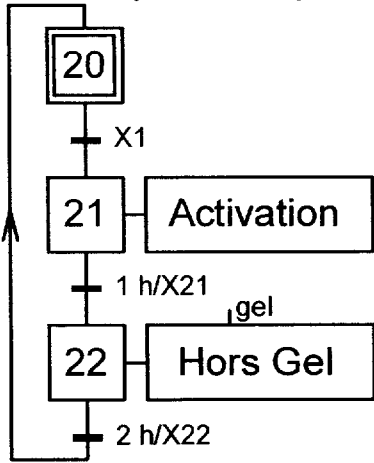 20
X1
21 Activation
1 h/X21
gel
22 Hors Gel
2 h/X22